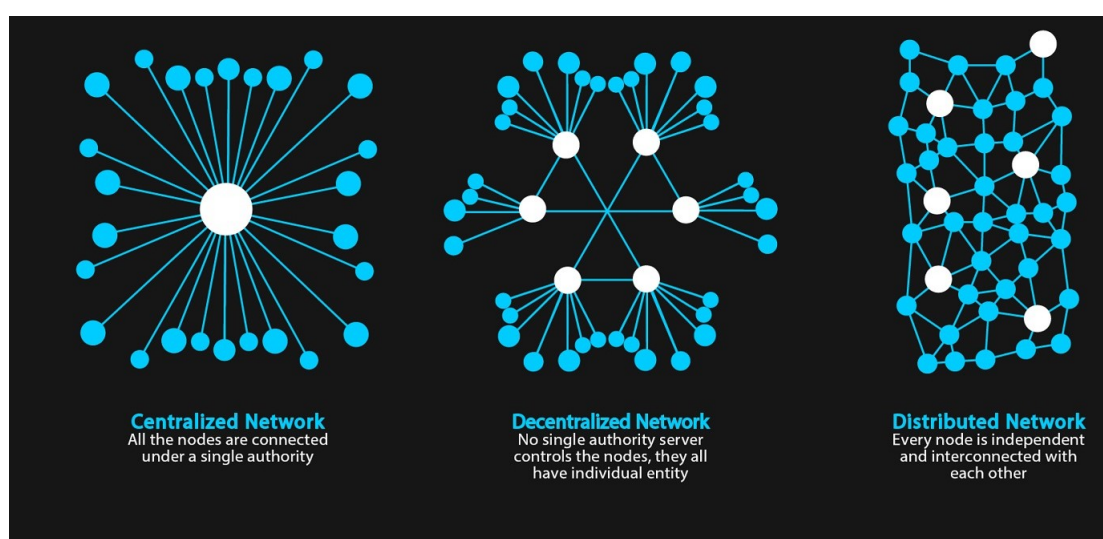 Centralized Network
All the nodes are connected
under a single authority
Decentralized Network
No single authority server
controls the nodes, they all
have individual entity
Distributed Network
Every node is independent
and interconnected with
each other